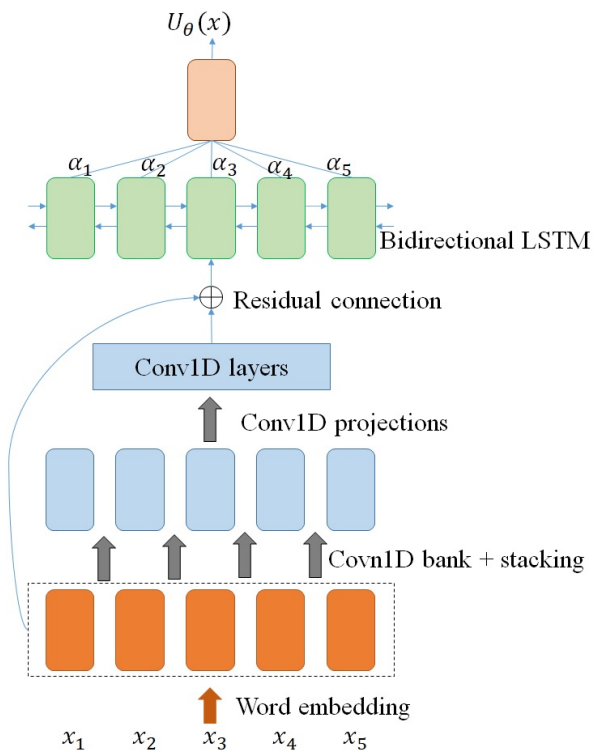 U_θ(x)
α_1 α_2 α_3 α_4 α_5
Bidirectional LSTM
Residual connection
Conv1D layers
Conv1D projections
Covn1D bank + stacking
Word embedding
x_1 x_2 x_3 x_4 x_5